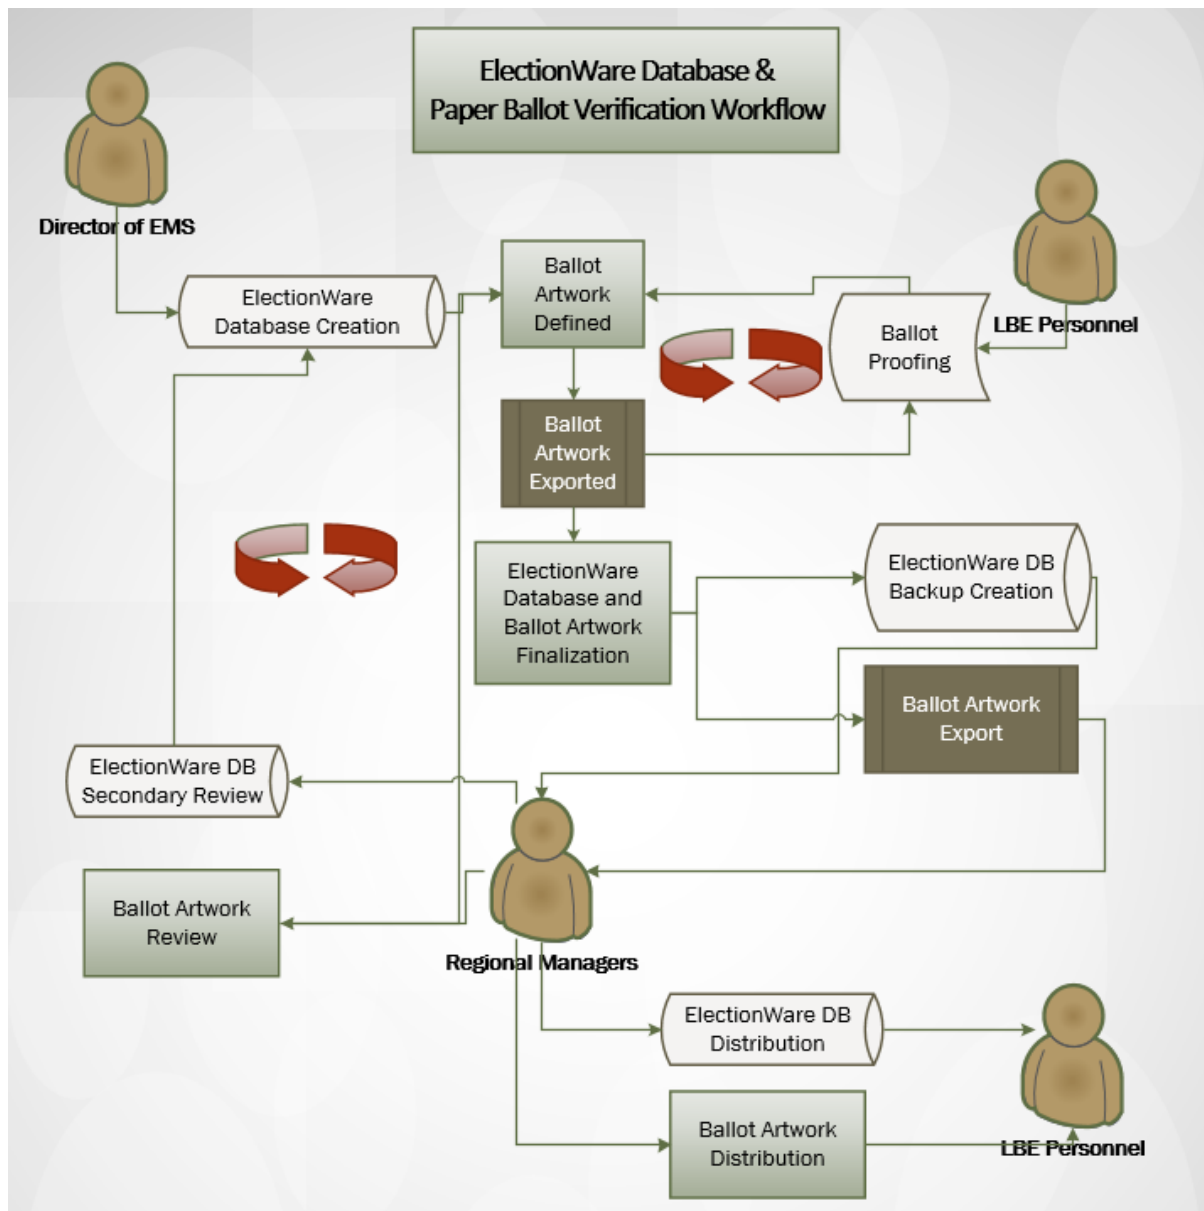 ElectionWare Database &
Paper Ballot Verification Workflow
Director of EMS
LBE Personnel
ElectionWare
Database Creation
Ballot
Artwork
Defined
Ballot
Proofing
Ballot
Artwork
Exported
ElectionWare
Database and
Ballot Artwork
Finalization
ElectionWare DB
Backup Creation
Ballot Artwork
Export
ElectionWare DB
Secondary Review
Ballot Artwork
Review
Regional Managers
ElectionWare DB
Distribution
Ballot Artwork
Distribution
LBE Personnel